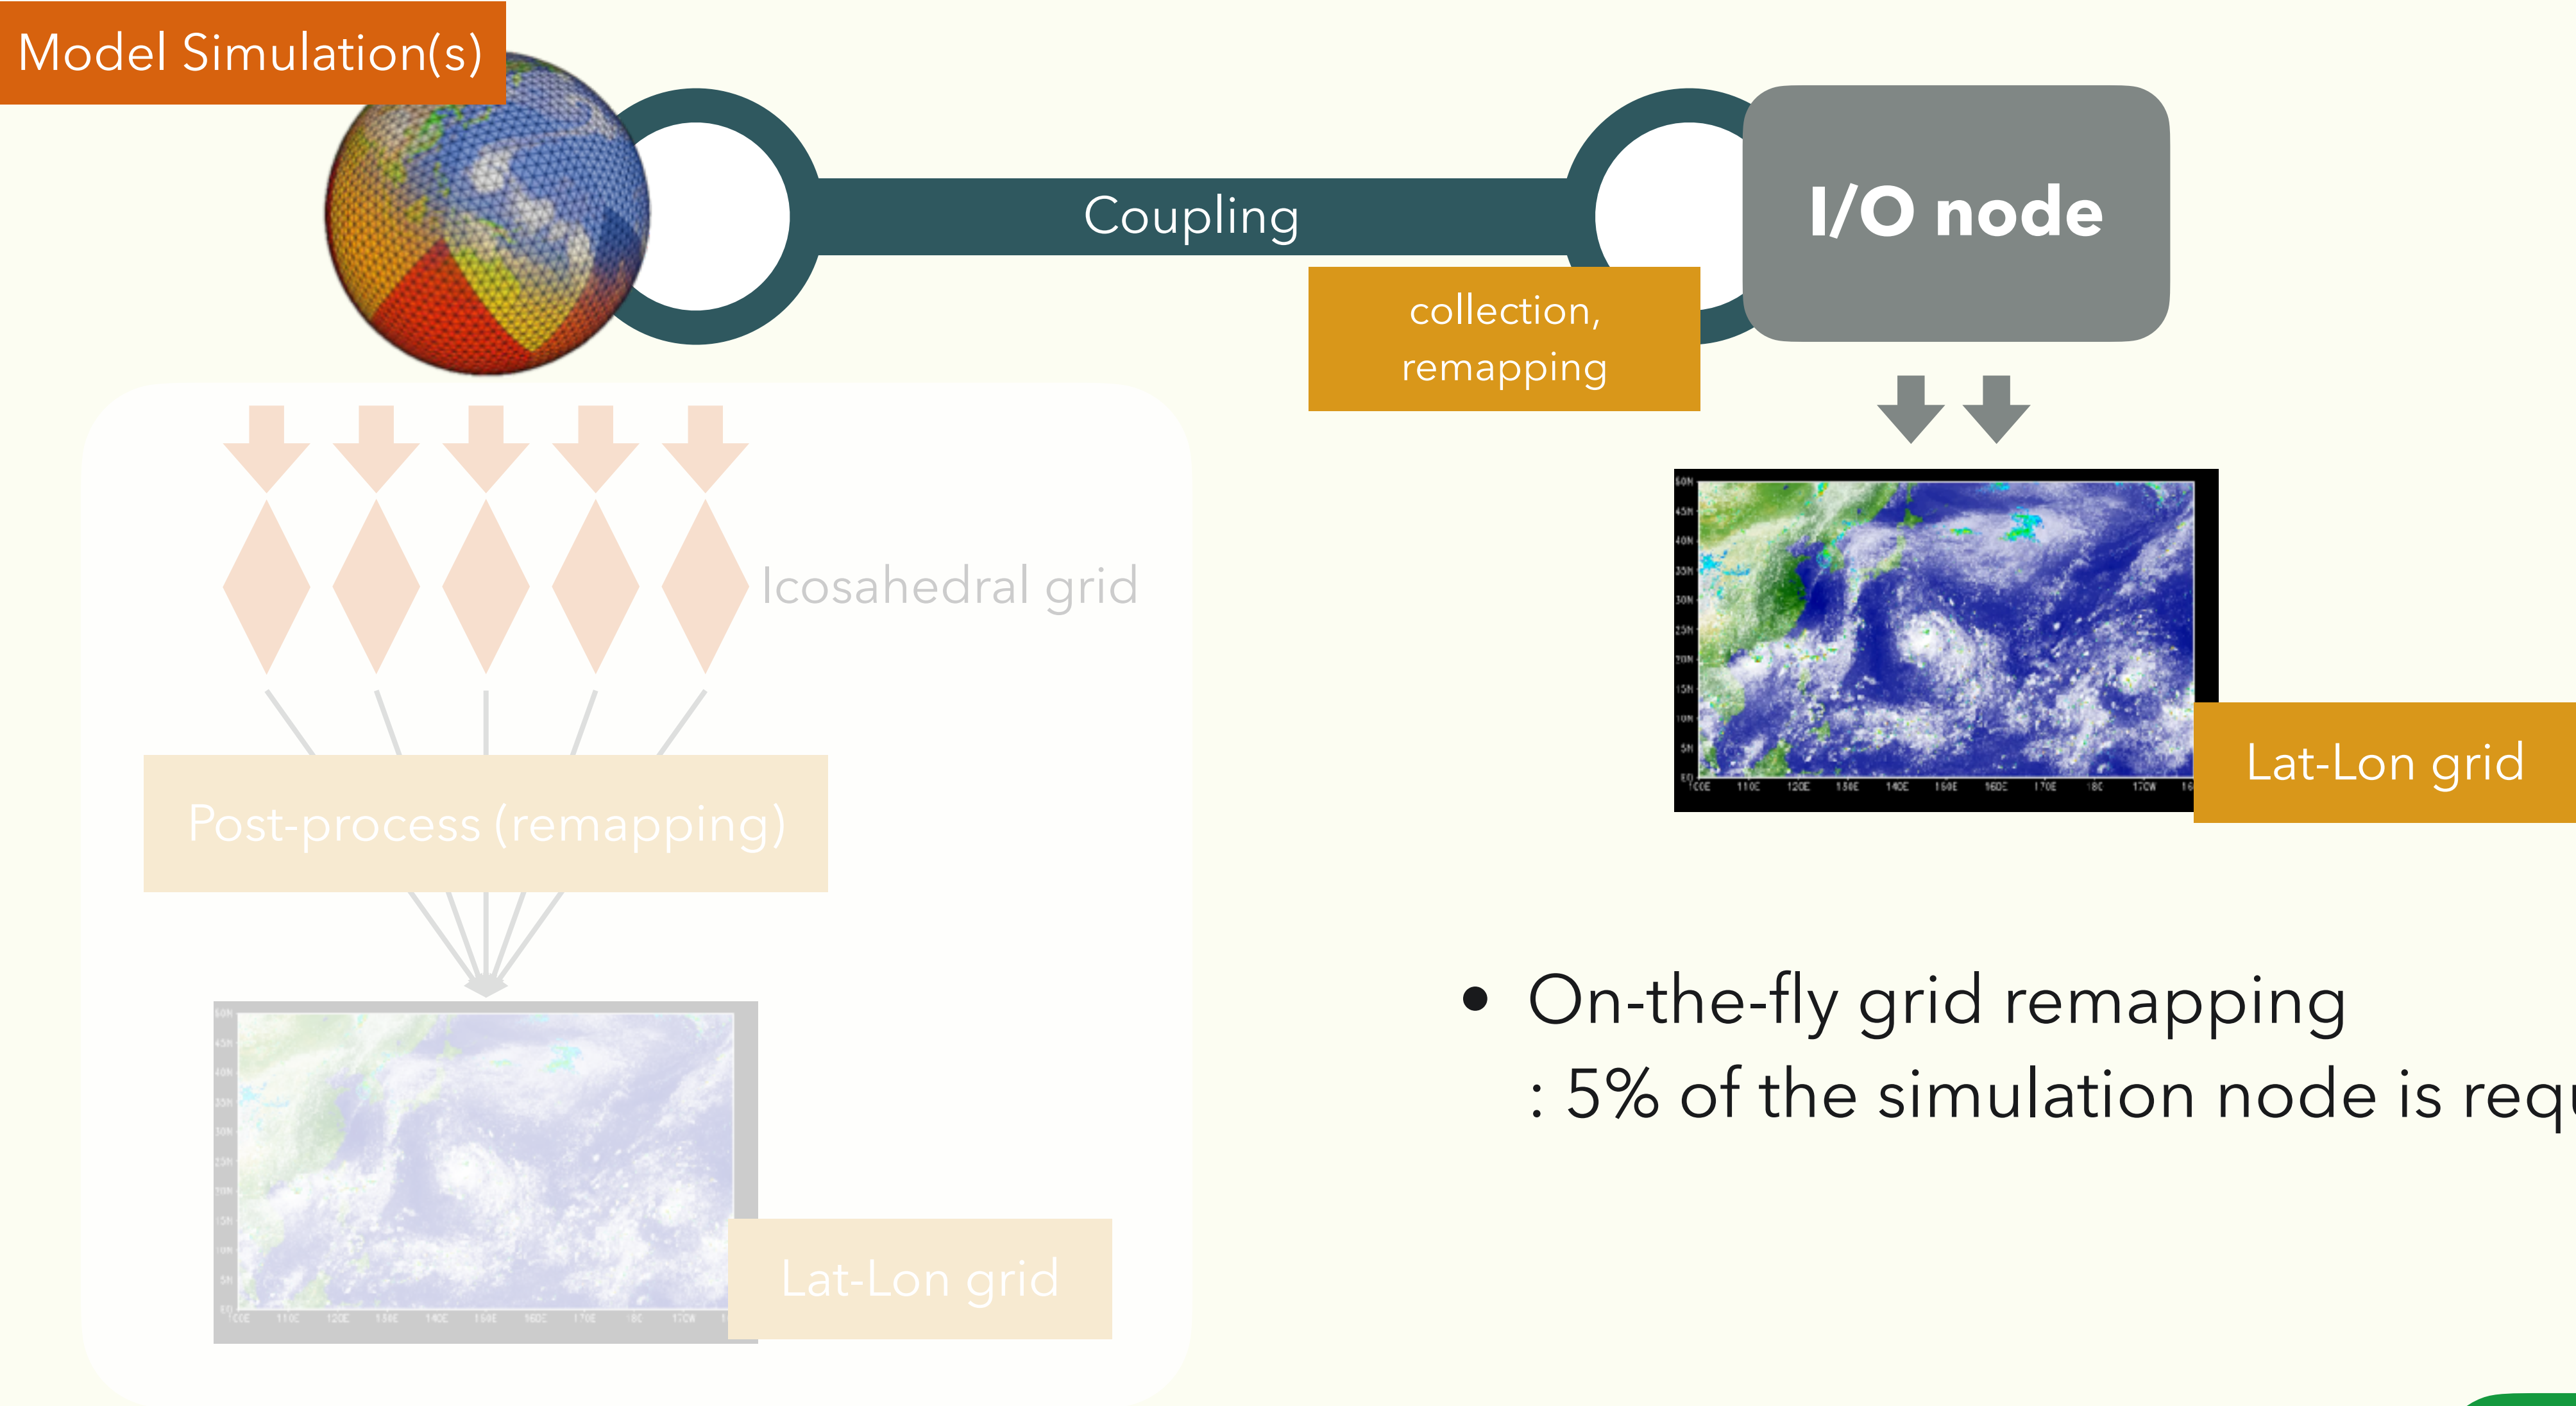 Model Simulation(s)
Coupling
I/O node
collection,
remapping
Icosahedral grid
Post-process (remapping)
Lat-Lon grid
Lat-Lon grid
• On-the-fly grid remapping
: 5% of the simulation node is